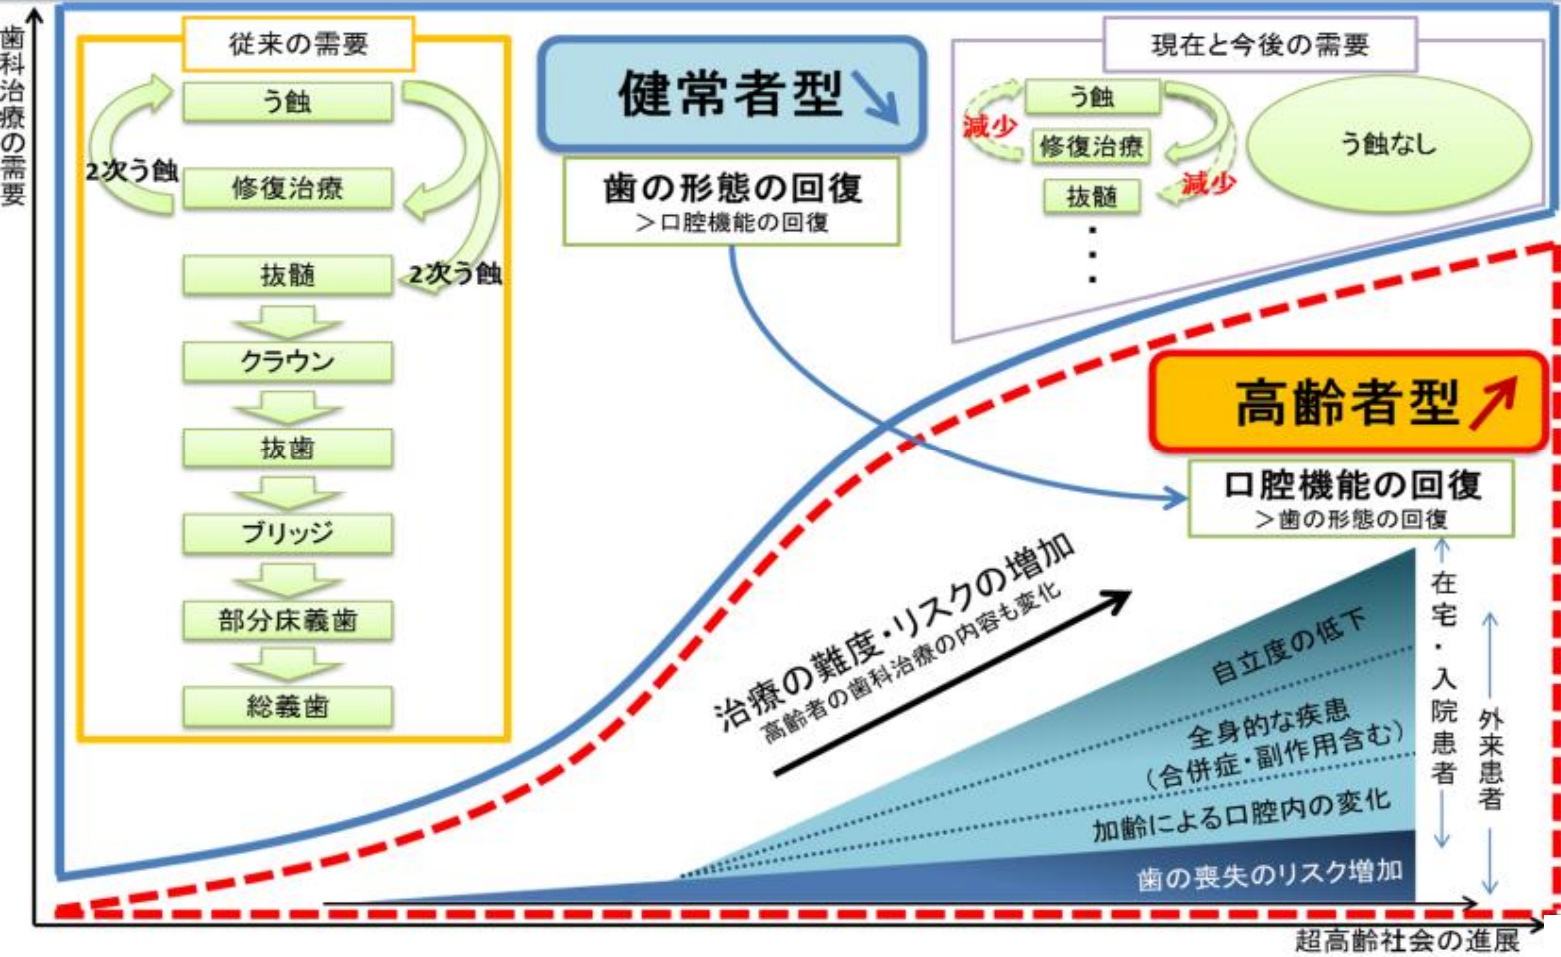 歯科治療の需要
従来の需要
う蝕
2次う蝕
修復治療
抜髄
2次う蝕
クラウン
抜歯
ブリッジ
部分床義歯
総義歯
健常者型
歯の形態の回復
＞口腔機能の回復
現在と今後の需要
う蝕
減少
修復治療
減少
抜髄
・
・
・
う蝕なし
高齢者型
口腔機能の回復
＞歯の形態の回復
治療の難度・リスクの増加
高齢者の歯科治療の内容も変化
自立度の低下
全身的な疾患
（合併症・副作用含む）
加齢による口腔内の変化
歯の喪失のリスク増加
在宅・入院患者
外来患者
超高齢社会の進展